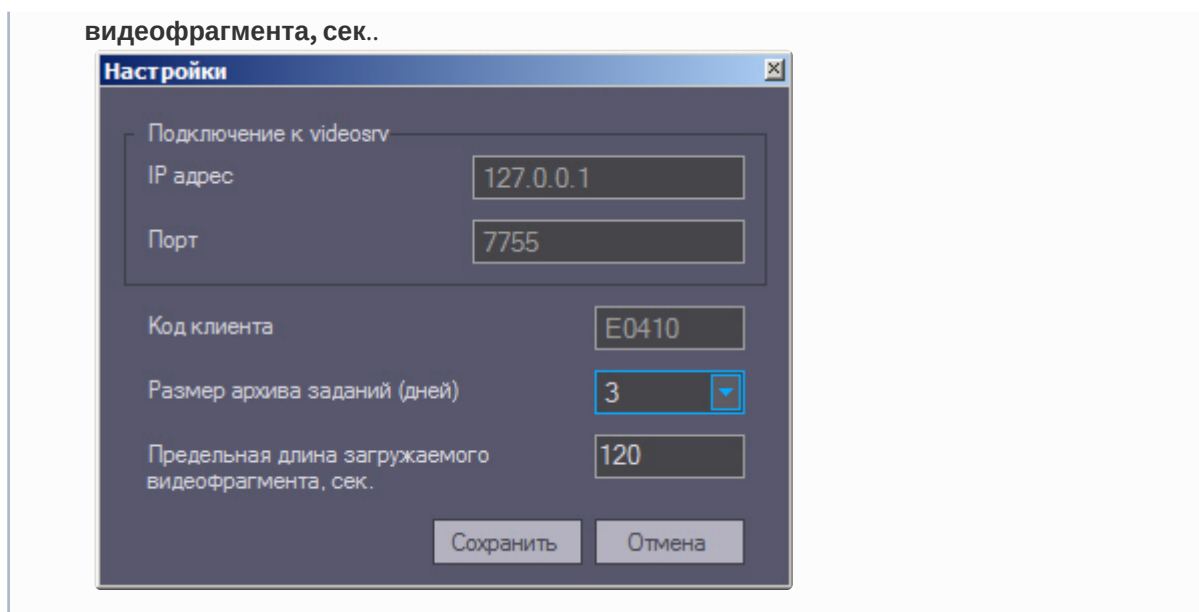 видеофрагмента, сек..
Настройки
Подключение к videosrv
IP адрес
127.0.0.1
Порт
7755
Код клиента
E0410
Размер архива заданий (дней)
3
Предельная длина загружаемого
видеофрагмента, сек.
120
Сохранить
Отмена